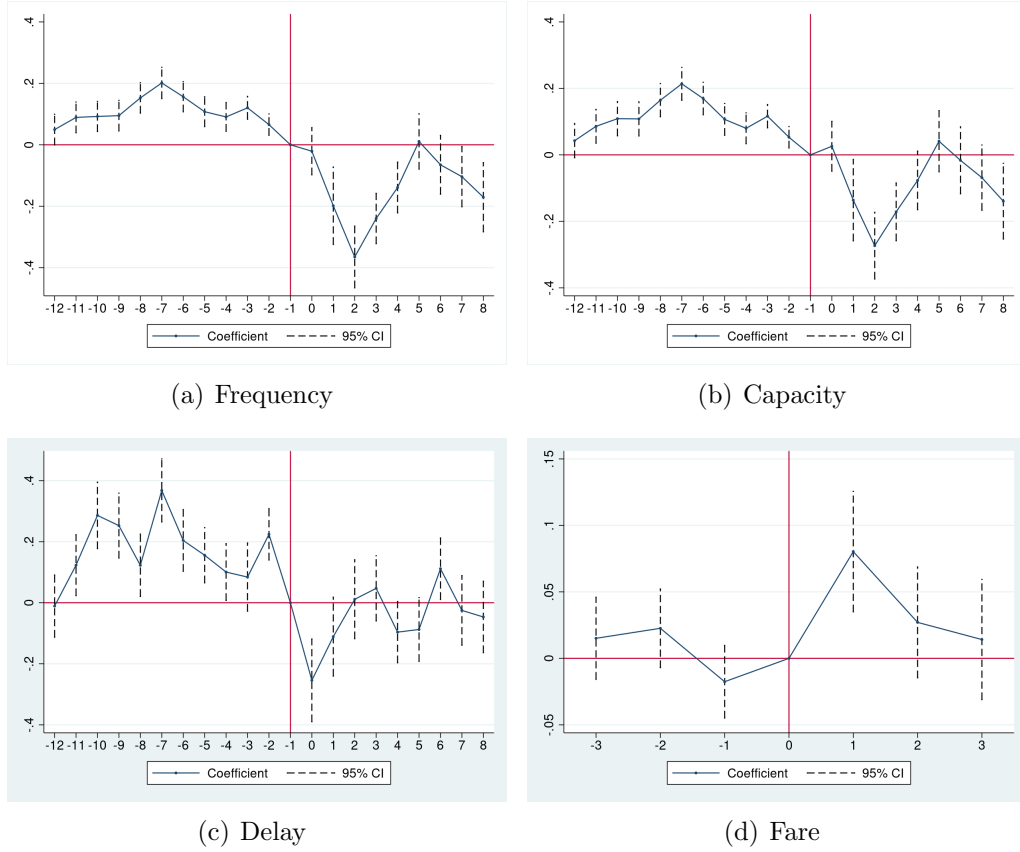 .4
.2
0
-.2
-.4
-12 -11 -10 -9 -8 -7 -6 -5 -4 -3 -2 -1 0 1 2 3 4 5 6 7 8
Coefficient 95% CI
(a) Frequency
.4
.2
0
-.2
-.4
-12 -11 -10 -9 -8 -7 -6 -5 -4 -3 -2 -1 0 1 2 3 4 5 6 7 8
Coefficient 95% CI
(b) Capacity
.4
.2
0
-.2
-.4
-12 -11 -10 -9 -8 -7 -6 -5 -4 -3 -2 -1 0 1 2 3 4 5 6 7 8
Coefficient 95% CI
(c) Delay
.15
.1
.05
0
-.05
-3 -2 -1 0 1 2 3
Coefficient 95% CI
(d) Fare